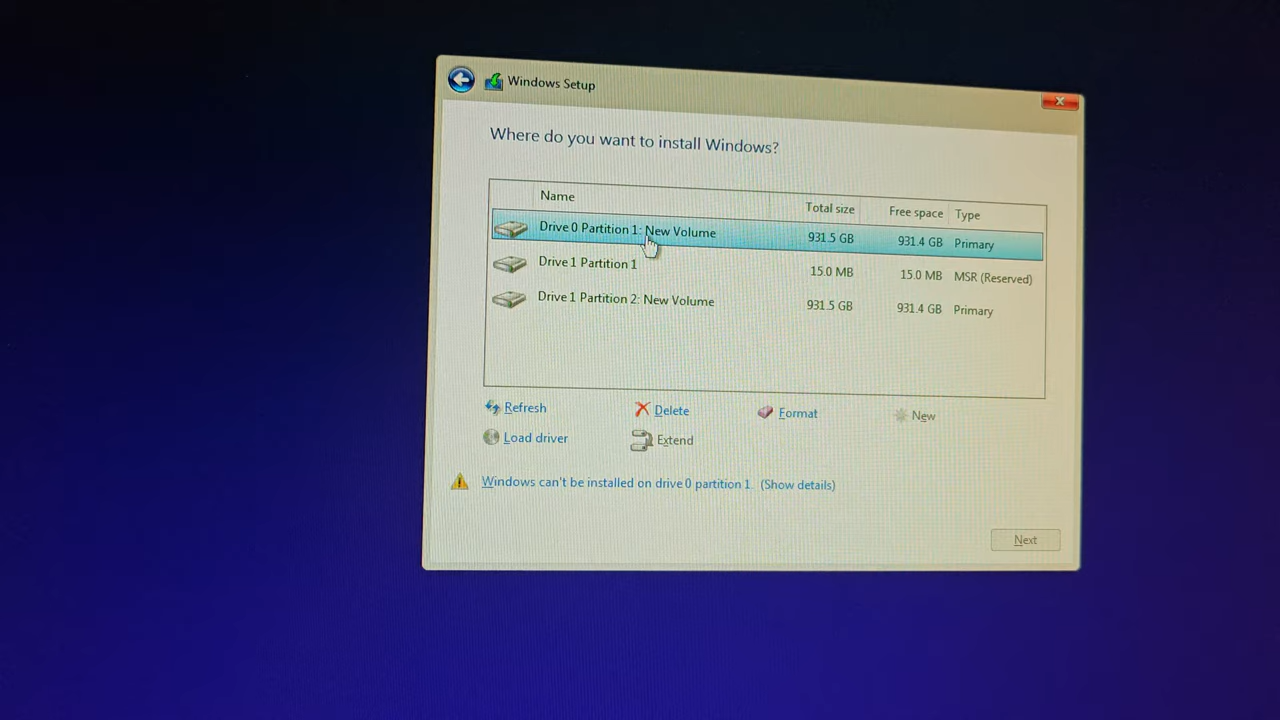 Windows Setup
Where do you want to install Windows?
Name Total size Free space Type
Drive 0 Partition 1: New Volume 931.5 GB 931.4 GB Primary
Drive 1 Partition 1 15.0 MB 15.0 MB MSR (Reserved)
Drive 1 Partition 2: New Volume 931.5 GB 931.4 GB Primary
Refresh Delete Format New
Load driver Extend
Windows can't be installed on drive 0 partition 1. (Show details)
Next